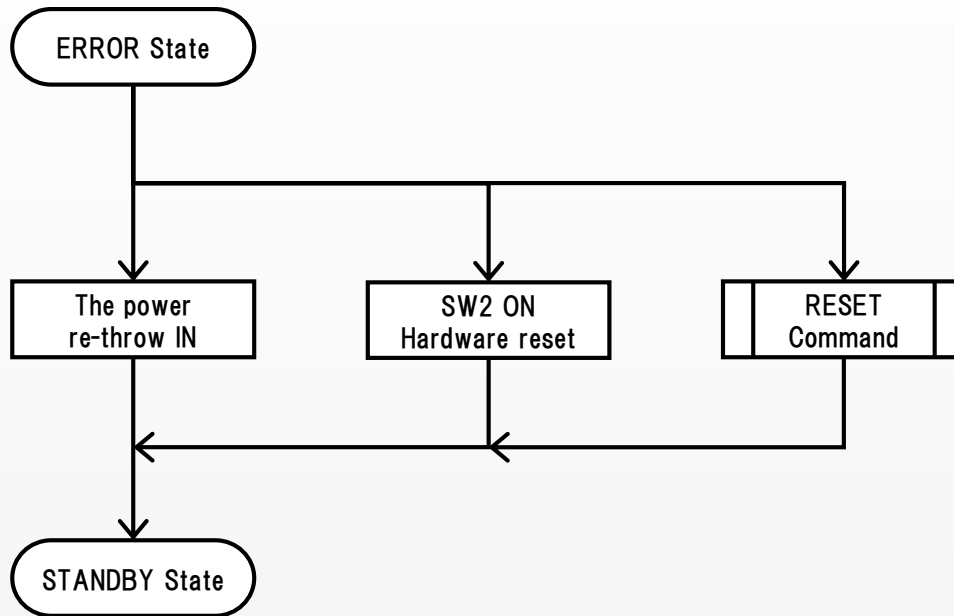 ERROR State
The power
re-throw IN
SW2 ON
Hardware reset
RESET
Command
STANDBY State